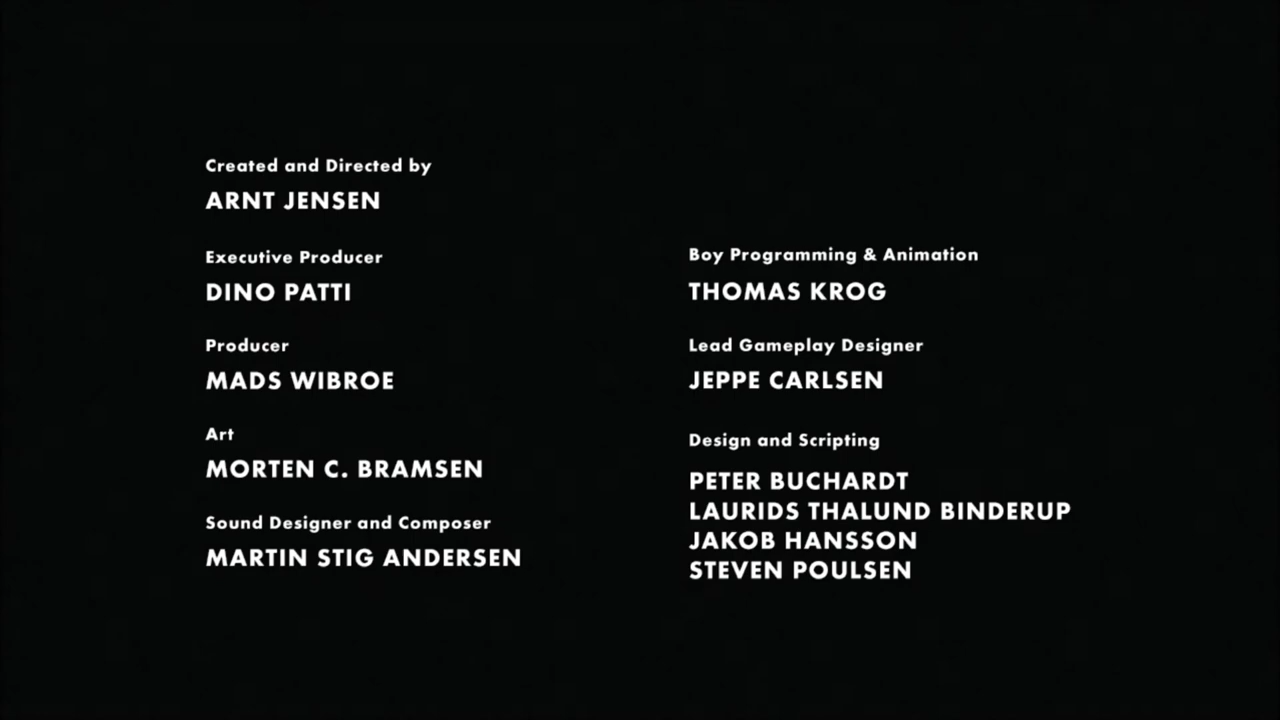 Created and Directed by
ARNT JENSEN
Executive Producer
DINO PATTI
Producer
MADS WIBROE
Art
MORTEN C. BRAMSEN
Sound Designer and Composer
MARTIN STIG ANDERSEN
Boy Programming & Animation
THOMAS KROG
Lead Gameplay Designer
JEPPE CARLSEN
Design and Scripting
PETER BUCHARDT
LAURIDS THALUND BINDERUP
JAKOB HANSSON
STEVEN POULSEN